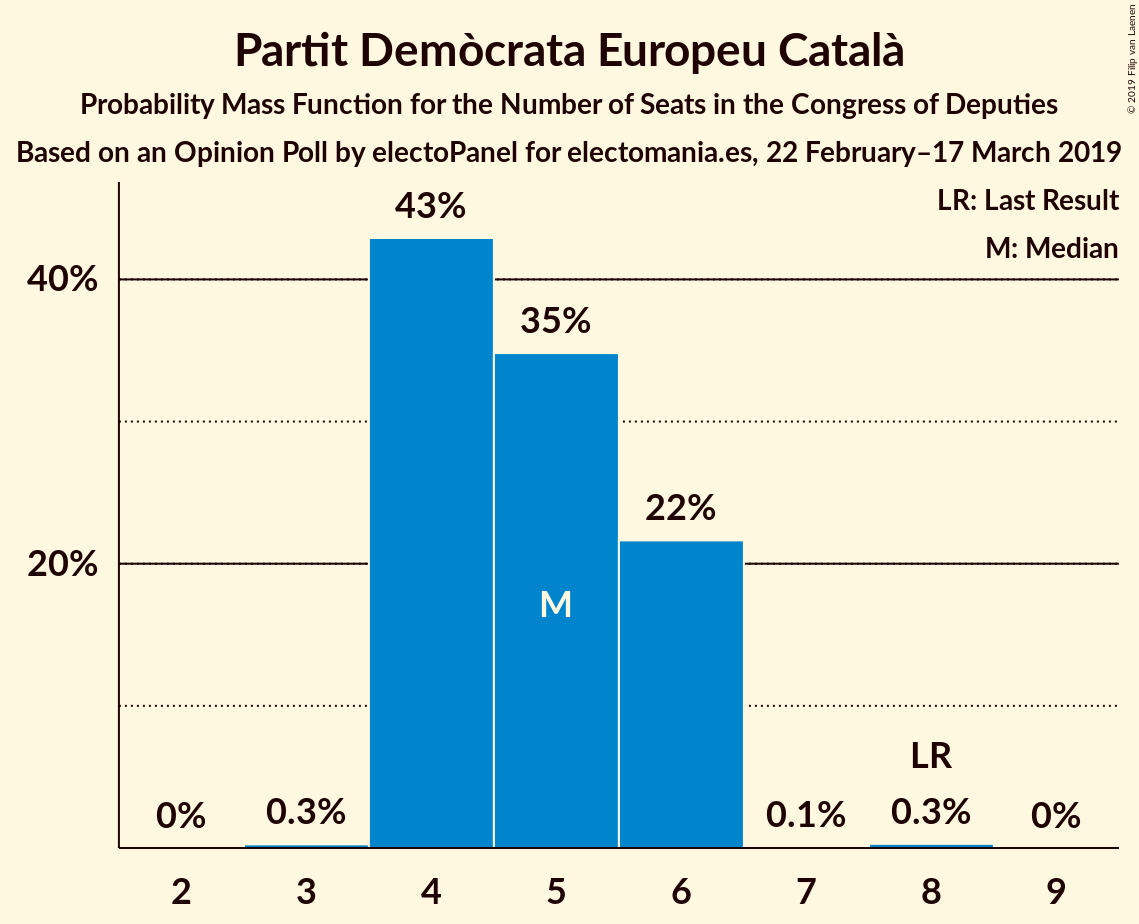 Partit Demòcrata Europeu Català
Probability Mass Function for the Number of Seats in the Congress of Deputies
Based on an Opinion Poll by electoPanel for electomania.es, 22 February–17 March 2019
© 2019 Filip van Laenen
LR: Last Result
M: Median
43%
40%
35%
22%
20%
M
LR
0%
0.3%
0.1%
0.3%
0%
2
3
4
5
6
7
8
9